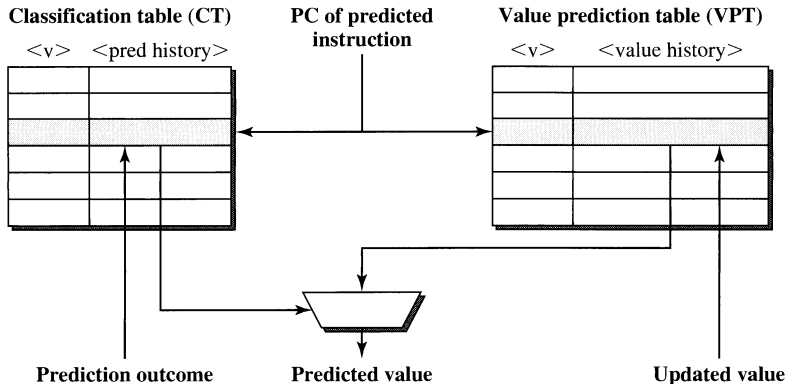 Classification table (CT)
PC of predicted
instruction
Value prediction table (VPT)
<v> <pred history>
<v> <value history>
Prediction outcome
Predicted value
Updated value